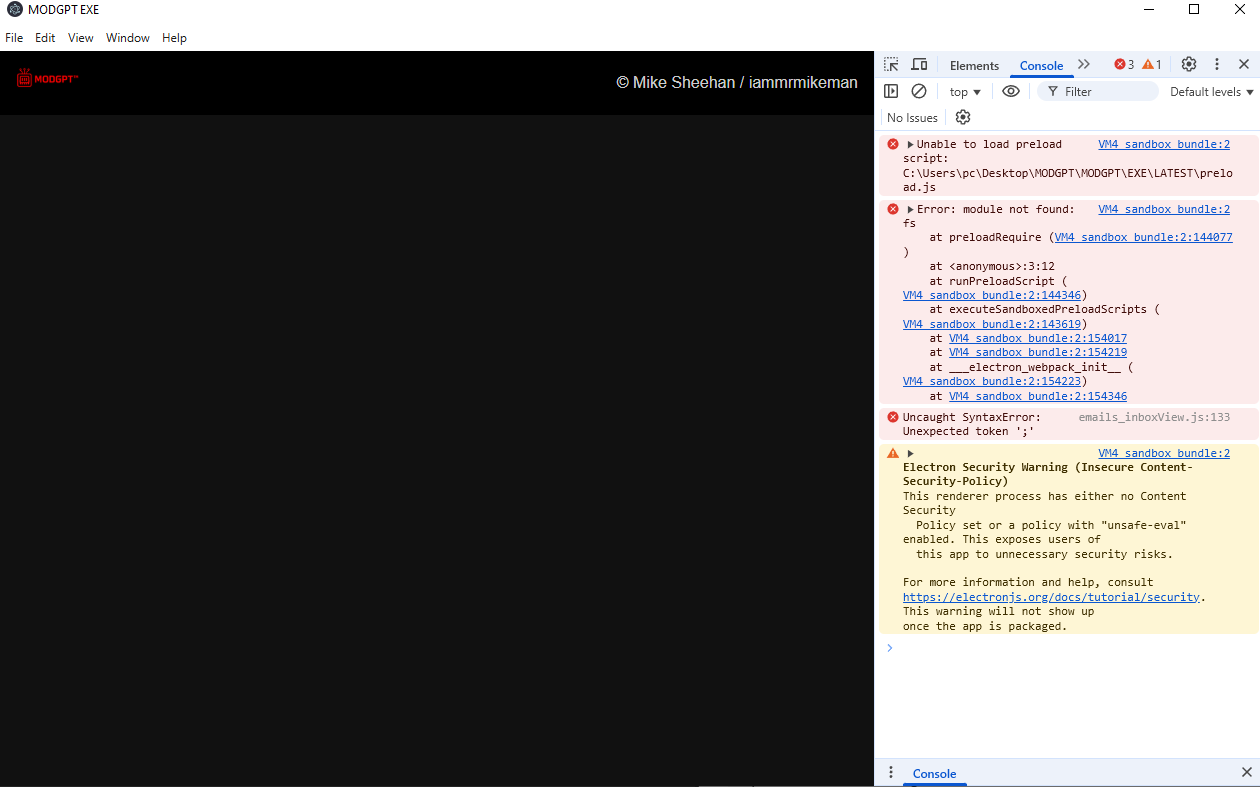 MODGPT EXE
File Edit View Window Help
MODGPT
© Mike Sheehan / iammrmikeman
Elements Console 3 1
top Filter Default levels
No Issues
Unable to load preload VM4 sandbox bundle:2
script:
C:\Users\pc\Desktop\MODGPT\MODGPT\EXE\LATEST\prelo
ad.js
Error: module not found: VM4 sandbox bundle:2
fs
at preloadRequire (VM4 sandbox bundle:2:144077
)
at <anonymous>:3:12
at runPreloadScript (
VM4 sandbox bundle:2:144346)
at executeSandboxedPreloadScripts (
VM4 sandbox bundle:2:143619)
at VM4 sandbox bundle:2:154017
at VM4 sandbox bundle:2:154219
at ___electron_webpack_init__ (
VM4 sandbox bundle:2:154223)
at VM4 sandbox bundle:2:154346
Uncaught SyntaxError: emails_inboxView.js:133
Unexpected token ';'
VM4 sandbox bundle:2
Electron Security Warning (Insecure Content-
Security-Policy)
This renderer process has either no Content
Security
Policy set or a policy with "unsafe-eval"
enabled. This exposes users of
this app to unnecessary security risks.
For more information and help, consult
https://electronjs.org/docs/tutorial/security.
This warning will not show up
once the app is packaged.
Console